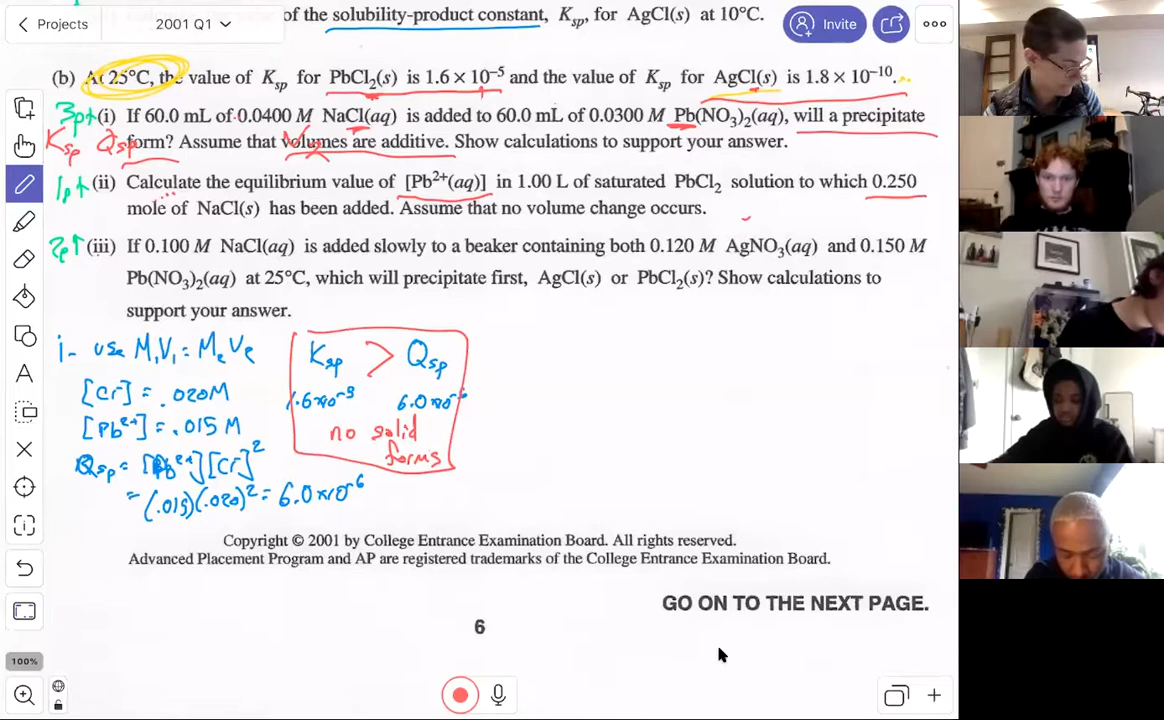 Projects
2001 Q1
of the solubility-product constant, Ksp, for AgCl(s) at 10°C.
Invite
(b) At 25°C, the value of Ksp for PbCl2(s) is 1.6 × 10−5 and the value of Ksp for AgCl(s) is 1.8 × 10−10.
3pt (i) If 60.0 mL of 0.0400 M NaCl(aq) is added to 60.0 mL of 0.0300 M Pb(NO3)2(aq), will a precipitate
Ksp Qsp form? Assume that volumes are additive. Show calculations to support your answer.
1pt (ii) Calculate the equilibrium value of [Pb2+(aq)] in 1.00 L of saturated PbCl2 solution to which 0.250
mole of NaCl(s) has been added. Assume that no volume change occurs.
2pt (iii) If 0.100 M NaCl(aq) is added slowly to a beaker containing both 0.120 M AgNO3(aq) and 0.150 M
Pb(NO3)2(aq) at 25°C, which will precipitate first, AgCl(s) or PbCl2(s)? Show calculations to
support your answer.
i- use M1V1 = M2V2
[Cl-] = .020M
[Pb2+] = .015 M
Qsp = [Pb2+][Cl-]2
= (.015)(.020)2 = 6.0x10-6
Ksp > Qsp
6.0x10-6
no solid
forms
Copyright © 2001 by College Entrance Examination Board. All rights reserved.
Advanced Placement Program and AP are registered trademarks of the College Entrance Examination Board.
GO ON TO THE NEXT PAGE.
6
100%